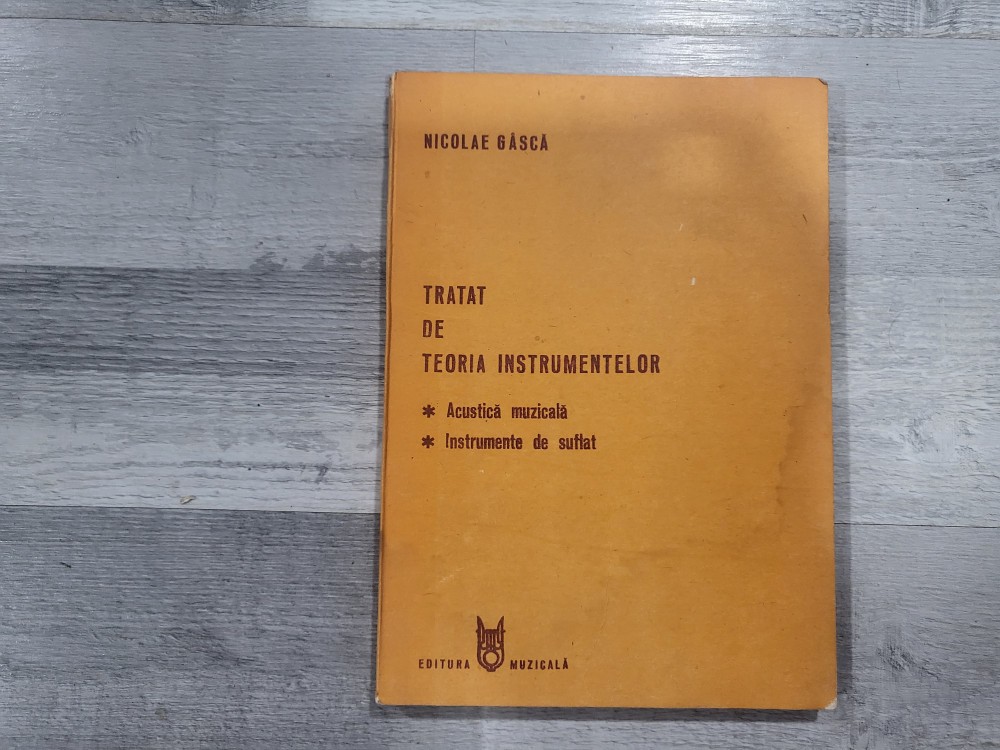 NICOLAE GÂSCĂ
TRATAT
DE
TEORIA INSTRUMENTELOR
* Acustică muzicală
* Instrumente de suflat
EDITURA MUZICALĂ